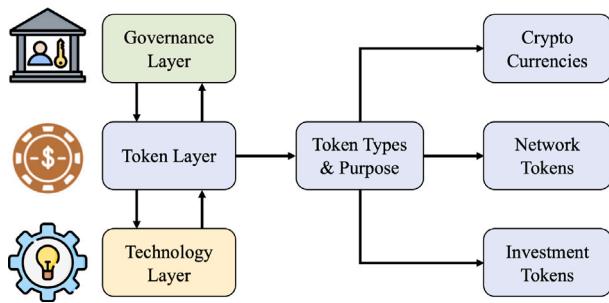 Governance
Layer
$
Token Layer
Technology
Layer
Token Types
& Purpose
Crypto
Currencies
Network
Tokens
Investment
Tokens